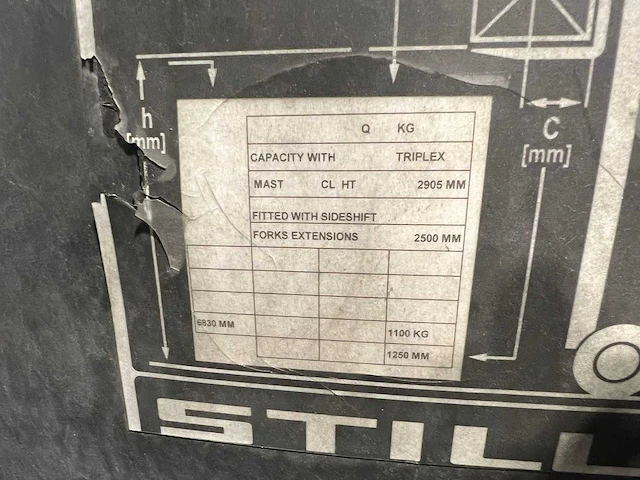 h
[mm]
C
[mm]
Q KG
CAPACITY WITH TRIPLEX
MAST CL HT 2905 MM
FITTED WITH SIDESHIFT
FORKS EXTENSIONS 2500 MM
6830 MM 1100 KG
1250 MM
STILL